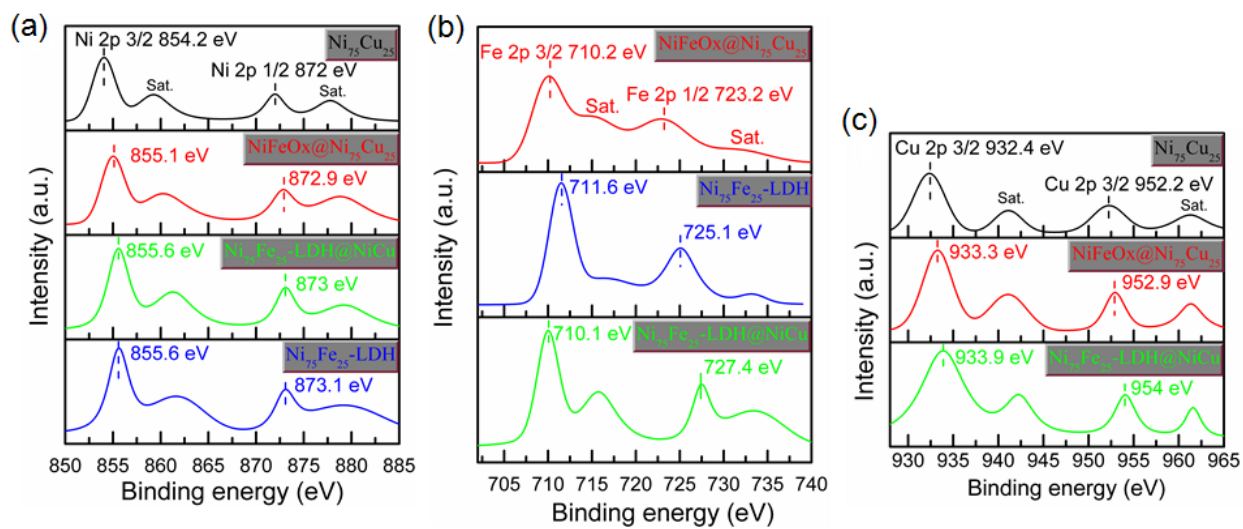 (a)
Ni 2p 3/2 854.2 eV
Ni₇₅Cu₂₅
Ni 2p 1/2 872 eV
Sat.
Sat.
NiFeOx@Ni₇₅Cu₂₅
855.1 eV
872.9 eV
Ni₇₅Fe₂₅-LDH@NiCu
855.6 eV
873 eV
Ni₇₅Fe₂₅-LDH
855.6 eV
873.1 eV
Intensity (a.u.)
850 855 860 865 870 875 880 885
Binding energy (eV)
(b)
NiFeOx@Ni₇₅Cu₂₅
Fe 2p 3/2 710.2 eV
Sat.
Fe 2p 1/2 723.2 eV
Sat.
Ni₇₅Fe₂₅-LDH
711.6 eV
725.1 eV
Ni₇₅Fe₂₅-LDH@NiCu
710.1 eV
727.4 eV
Intensity (a.u.)
705 710 715 720 725 730 735 740
Binding energy (eV)
(c)
Ni₇₅Cu₂₅
Cu 2p 3/2 932.4 eV
Cu 2p 3/2 952.2 eV
Sat.
Sat.
NiFeOx@Ni₇₅Cu₂₅
933.3 eV
952.9 eV
Ni₇₅Fe₂₅-LDH@NiCu
933.9 eV
954 eV
Intensity (a.u.)
930 935 940 945 950 955 960 965
Binding energy (eV)